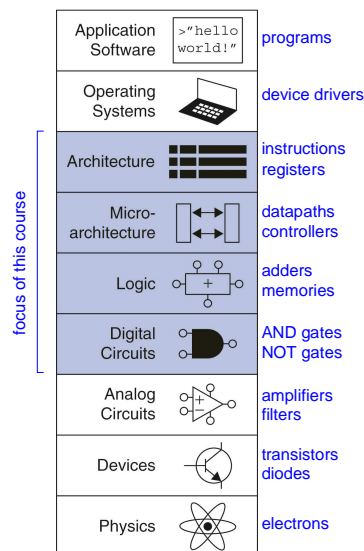 Application
Software
>"hello
world!"
programs
Operating
Systems
device drivers
focus of this course
Architecture
instructions
registers
Micro-
architecture
datapaths
controllers
Logic
+
adders
memories
Digital
Circuits
AND gates
NOT gates
Analog
Circuits
+
−
amplifiers
filters
Devices
transistors
diodes
Physics
electrons